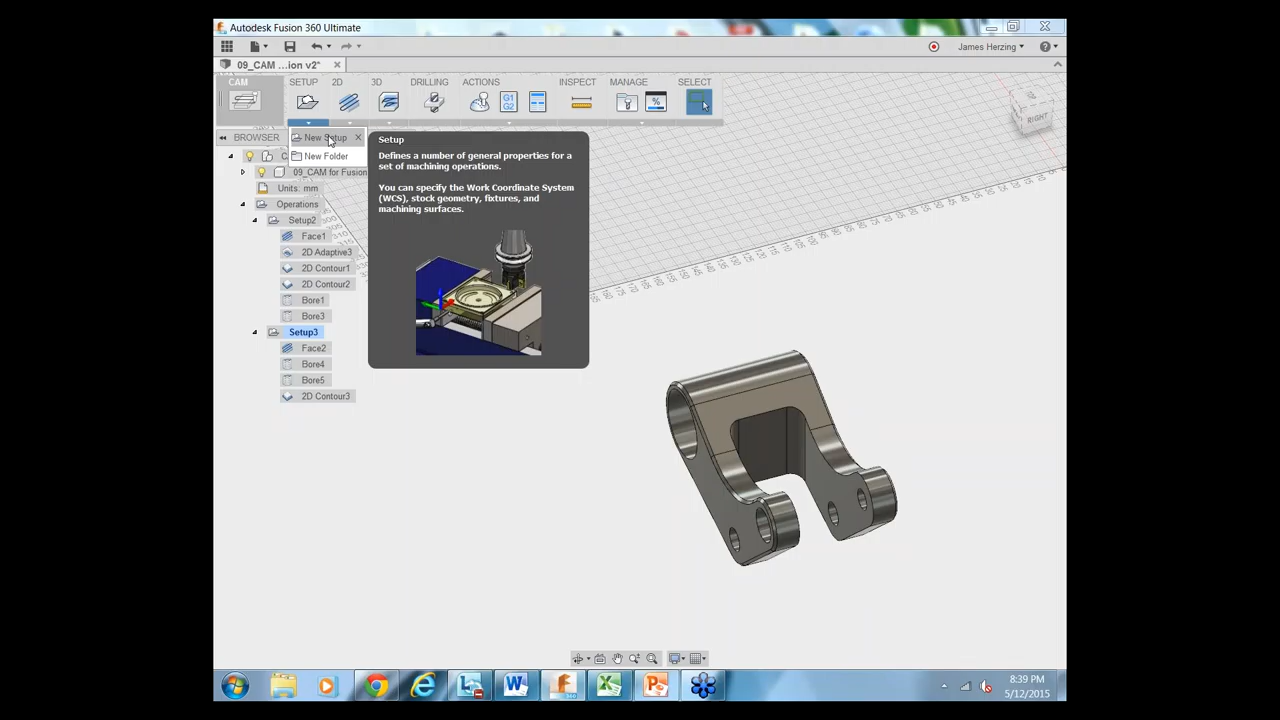 Autodesk Fusion 360 Ultimate
James Herzing
09_CAM ...ion v2*
CAM
SETUP
2D
3D
DRILLING
ACTIONS
INSPECT
MANAGE
SELECT
G1
G2
%
BROWSER
New Setup
New Folder
09_CAM for Fusion
Units: mm
Operations
Setup2
Face1
2D Adaptive3
2D Contour1
2D Contour2
Bore1
Bore3
Setup3
Face2
Bore4
Bore5
2D Contour3
Setup
Defines a number of general properties for a
set of machining operations.
You can specify the Work Coordinate System
(WCS), stock geometry, fixtures, and
machining surfaces.
RIGHT
8:39 PM
5/12/2015